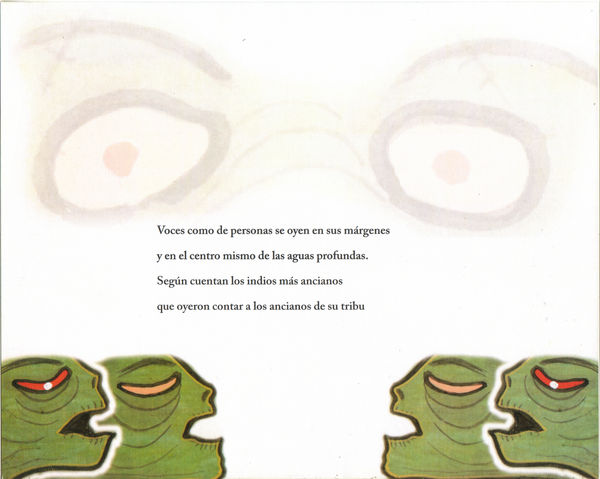 Voces como de personas se oyen en sus márgenes
y en el centro mismo de las aguas profundas.
Según cuentan los indios más ancianos
que oyeron contar a los ancianos de su tribu